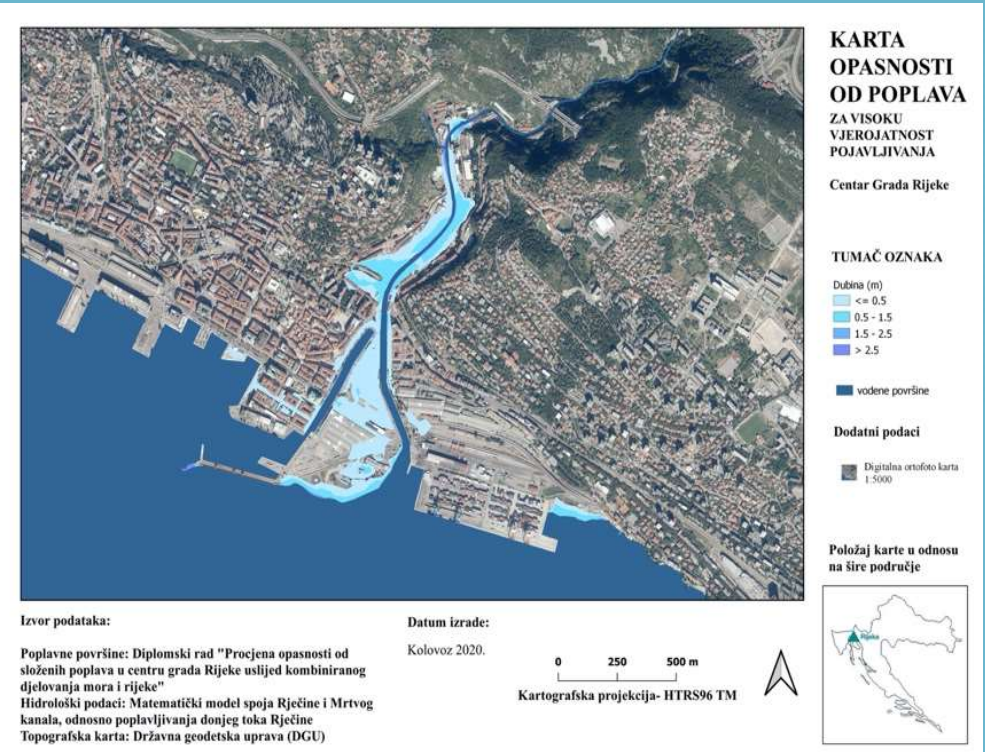 KARTA
OPASNOSTI
OD POPLAVA
ZA VISOKU
VJEROJATNOST
POJAVLJIVANJA
Centar Grada Rijeke
TUMAČ OZNAKA
Dubina (m)
<= 0.5
0.5 - 1.5
1.5 - 2.5
> 2.5
vodene površine
Dodatni podaci
Digitalna ortofoto karta
1:5000
Položaj karte u odnosu
na šire područje
Rijeka
Izvor podataka:
Poplavne površine: Diplomski rad "Procjena opasnosti od
složenih poplava u centru grada Rijeke uslijed kombiniranog
djelovanja mora i rijeke"
Hidrološki podaci: Matematički model spoja Rječine i Mrtvog
kanala, odnosno poplavljivanja donjeg toka Rječine
Topografska karta: Državna geodetska uprava (DGU)
Datum izrade:
Kolovoz 2020.
0 250 500 m
Kartografska projekcija- HTRS96 TM